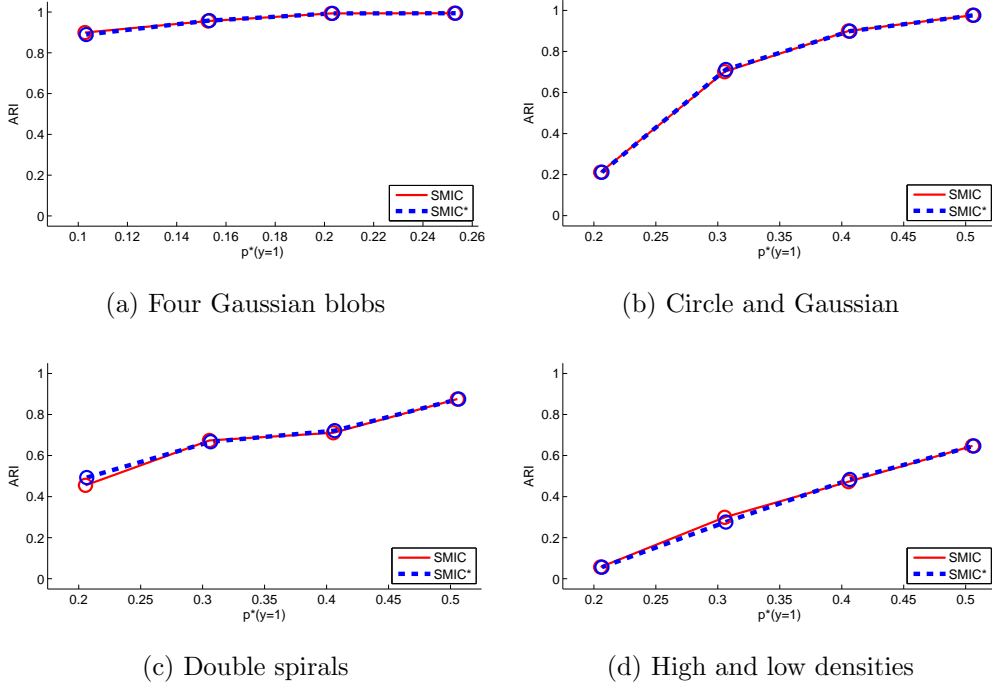 1
0.8
0.6
0.4
0.2
0
ARI
SMIC
SMIC*
0.1 0.12 0.14 0.16 0.18 0.2 0.22 0.24 0.26
p*(y=1)
(a) Four Gaussian blobs
1
0.8
0.6
0.4
0.2
0
ARI
SMIC
SMIC*
0.2 0.25 0.3 0.35 0.4 0.45 0.5
p*(y=1)
(b) Circle and Gaussian
1
0.8
0.6
0.4
0.2
0
ARI
SMIC
SMIC*
0.2 0.25 0.3 0.35 0.4 0.45 0.5
p*(y=1)
(c) Double spirals
1
0.8
0.6
0.4
0.2
0
ARI
SMIC
SMIC*
0.2 0.25 0.3 0.35 0.4 0.45 0.5
p*(y=1)
(d) High and low densities